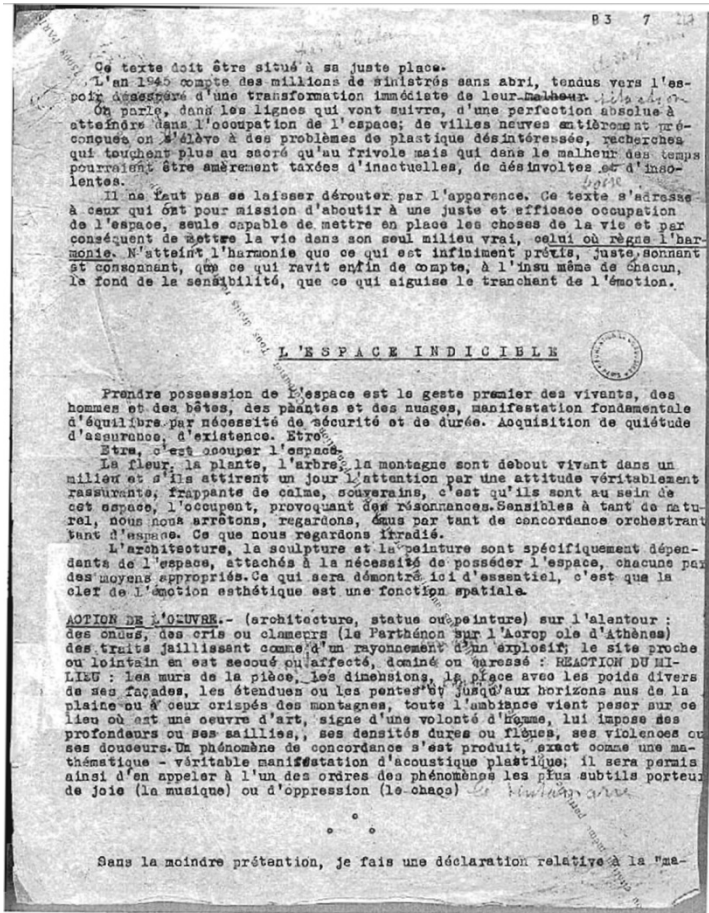 B3 7 217
Ce texte doit être situé à sa juste place.
L'an 1945 compte des millions de sinistrés sans abri, tendus vers l'es-
poir désespéré d'une transformation immédiate de leur malheur.
On parle, dans les lignes qui vont suivre, d'une perfection absolue à
atteindre dans l'occupation de l'espace; de villes neuves entièrement pré-
conçues on s'élève à des problèmes de plastique désintéressée, recherches
qui touchent plus au sacré qu'au frivole mais qui dans le malheur des temps
pourraient être amèrement taxées d'inactuelles, de désinvoltes et d'inso-
lentes.
Il ne faut pas se laisser dérouter par l'apparence. Ce texte s'adresse
à ceux qui ont pour mission d'aboutir à une juste et efficace occupation
de l'espace, seule capable de mettre en place les choses de la vie et par
conséquent de mettre la vie dans son seul milieu vrai, celui où règne l'har-
monie. N'atteint l'harmonie que ce qui est infiniment prévis, juste, sonnant
et consonnant, que ce qui ravit enfin de compte, à l'insu même de chacun,
le fond de la sensibilité, que ce qui aiguise le tranchant de l'émotion.
L'ESPACE INDICIBLE
Prendre possession de l'espace est le geste premier des vivants, des
hommes et des bêtes, des plantes et des nuages, manifestation fondamentale
d'équilibre par nécessité de sécurité et de durée. Acquisition de quiétude
d'assurance, d'existence. Etre
Etre, c'est occuper l'espace.
La fleur, la plante, l'arbre, la montagne sont debout vivant dans un
milieu et s'ils attirent un jour l'attention par une attitude véritablement
rassurante, frappante de calme, souverains, c'est qu'ils sont au sein de
cet espace, l'occupent, provoquant des résonnances. Sensibles à tant de natu-
rel, nous nous arrêtons, regardons, émus par tant de concordance orchestrant
tant d'espace. Ce que nous regardons irradié.
L'architecture, la sculpture et la peinture sont spécifiquement dépen-
dants de l'espace, attachés à la nécessité de posséder l'espace, chacune par
des moyens appropriés. Ce qui sera démontré ici d'essentiel, c'est que la
clef de l'émotion esthétique est une fonction spatiale.
ACTION DE L'OEUVRE.- (architecture, statue ou peinture) sur l'alentour :
des ondes, des cris ou clameurs (le Parthénon sur l'Acrop ole d'Athènes)
des traits jaillissant comme d'un rayonnement d'un explosif; le site proche
ou lointain en est secoué ou affecté, dominé ou caressé : REACTION DU MI-
LIEU : les murs de la pièce, les dimensions, la place avec les poids divers
de ses façades, les étendues ou les pentes et jusqu'aux horizons nus de la
plaine ou à ceux crispés des montagnes, toute l'ambiance vient peser sur ce
lieu où est une oeuvre d'art, signe d'une volonté d'homme, lui impose ses
profondeurs ou ses saillies,, ses densités dures ou floues, ses violences ou
ses douceurs. Un phénomène de concordance s'est produit, exact comme une ma-
thématique - véritable manifestation d'acoustique plastique; il sera permis
ainsi d'en appeler à l'un des ordres des phénomènes les plus subtils porteur
de joie (la musique) ou d'oppression (le chaos) le tintamarre
Sans la moindre prétention, je fais une déclaration relative à la "ma-